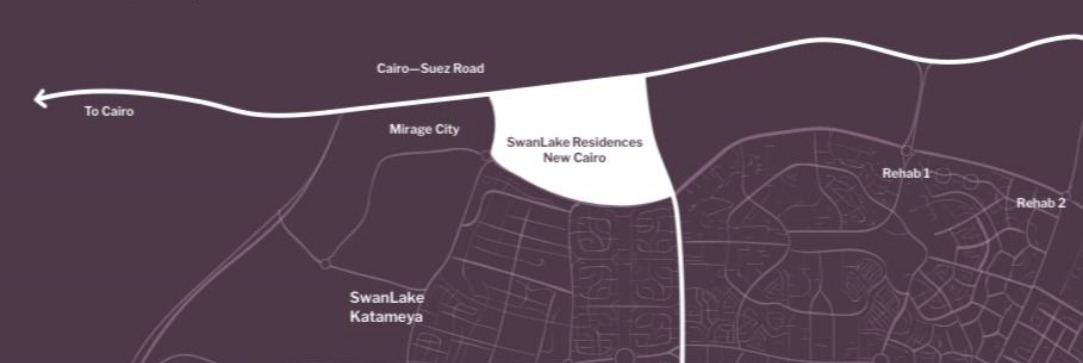 Cairo—Suez Road
To Cairo
Mirage City
SwanLake Residences
New Cairo
Rehab 1
Rehab 2
SwanLake
Katameya